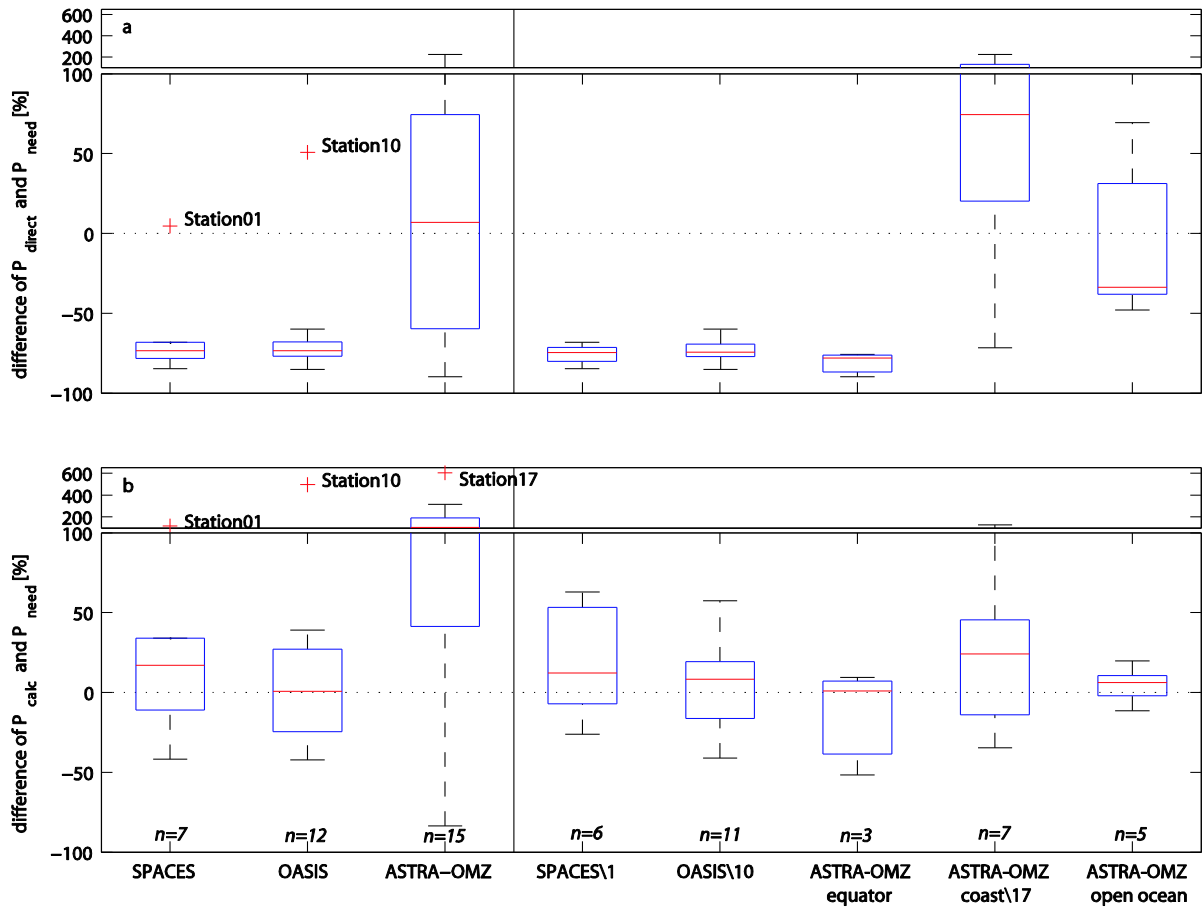 a
600
400
200
100
50
0
−50
−100
difference of P direct and P need [%]
Station01
Station10
b
600
400
200
100
50
0
−50
−100
difference of P calc and P need [%]
Station01
Station10
Station17
n=7
n=12
n=15
n=6
n=11
n=3
n=7
n=5
SPACES
OASIS
ASTRA−OMZ
SPACES\1
OASIS\10
ASTRA-OMZ
equator
ASTRA-OMZ
coast\17
ASTRA-OMZ
open ocean